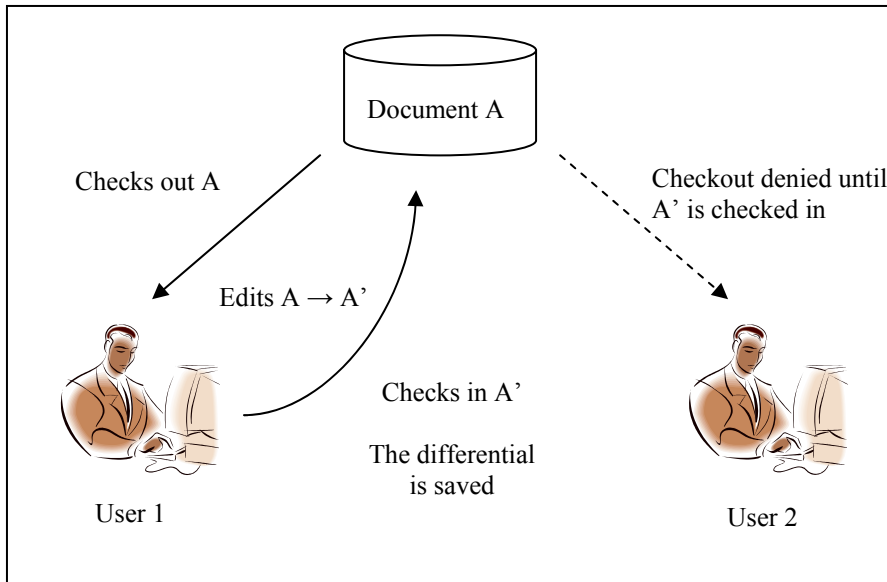 Document A
Checks out A
Checkout denied until
A’ is checked in
Edits A → A’
Checks in A’
The differential
is saved
User 1
User 2